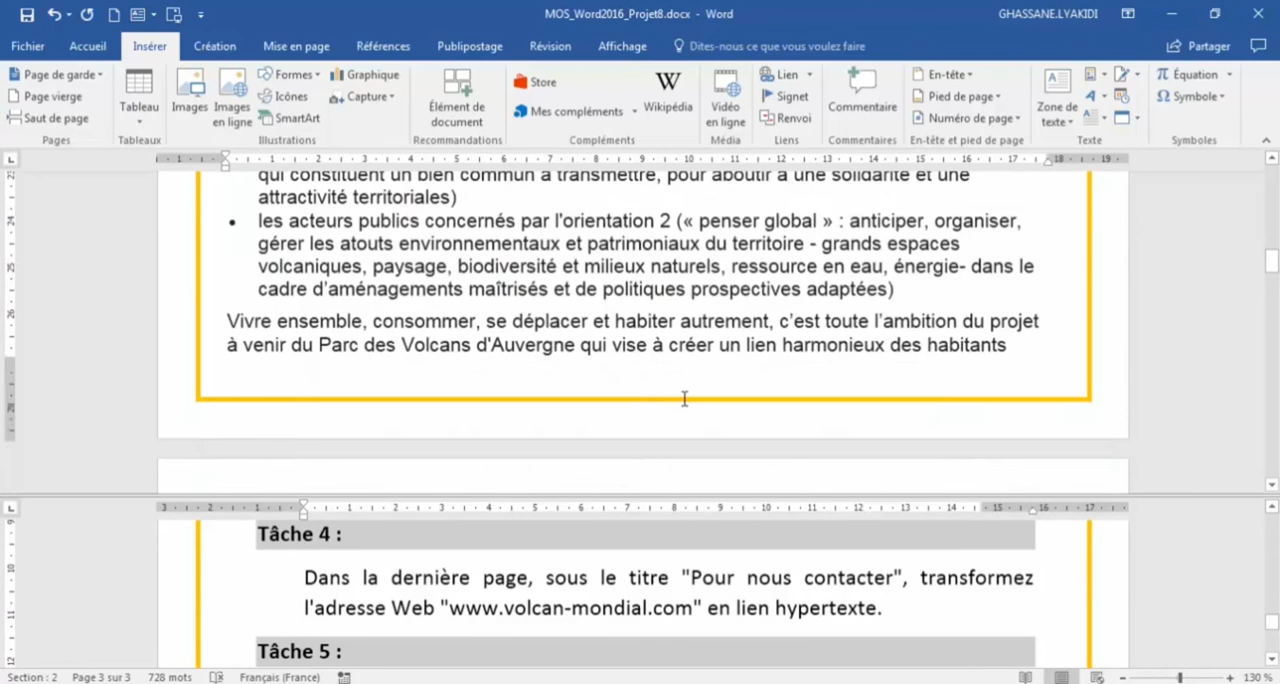 MOS_Word2016_Projet8.docx - Word
GHASSANE.LYAKIDI
Fichier Accueil Insérer Création Mise en page Références Publipostage Révision Affichage Dites-nous ce que vous voulez faire Partager
Page de garde
Page vierge
Saut de page
Pages
Tableau
Tableaux
Images
Images en ligne
Formes
Icônes
SmartArt
Graphique
Capture
Illustrations
Élément de document
Recommandations
Store
Mes compléments
Wikipédia
W
Compléments
Vidéo en ligne
Média
Lien
Signet
Renvoi
Liens
Commentaire
Commentaires
En-tête
Pied de page
Numéro de page
En-tête et pied de page
Zone de texte
Texte
Équation
Symbole
Symboles
qui constituent un bien commun à transmettre, pour aboutir à une solidarité et une
attractivité territoriales)
• les acteurs publics concernés par l'orientation 2 (« penser global » : anticiper, organiser,
gérer les atouts environnementaux et patrimoniaux du territoire - grands espaces
volcaniques, paysage, biodiversité et milieux naturels, ressource en eau, énergie- dans le
cadre d'aménagements maîtrisés et de politiques prospectives adaptées)
Vivre ensemble, consommer, se déplacer et habiter autrement, c'est toute l'ambition du projet
à venir du Parc des Volcans d'Auvergne qui vise à créer un lien harmonieux des habitants
Tâche 4 :
Dans la dernière page, sous le titre "Pour nous contacter", transformez
l'adresse Web "www.volcan-mondial.com" en lien hypertexte.
Tâche 5 :
Section : 2 Page 3 sur 3 728 mots Français (France) 130 %